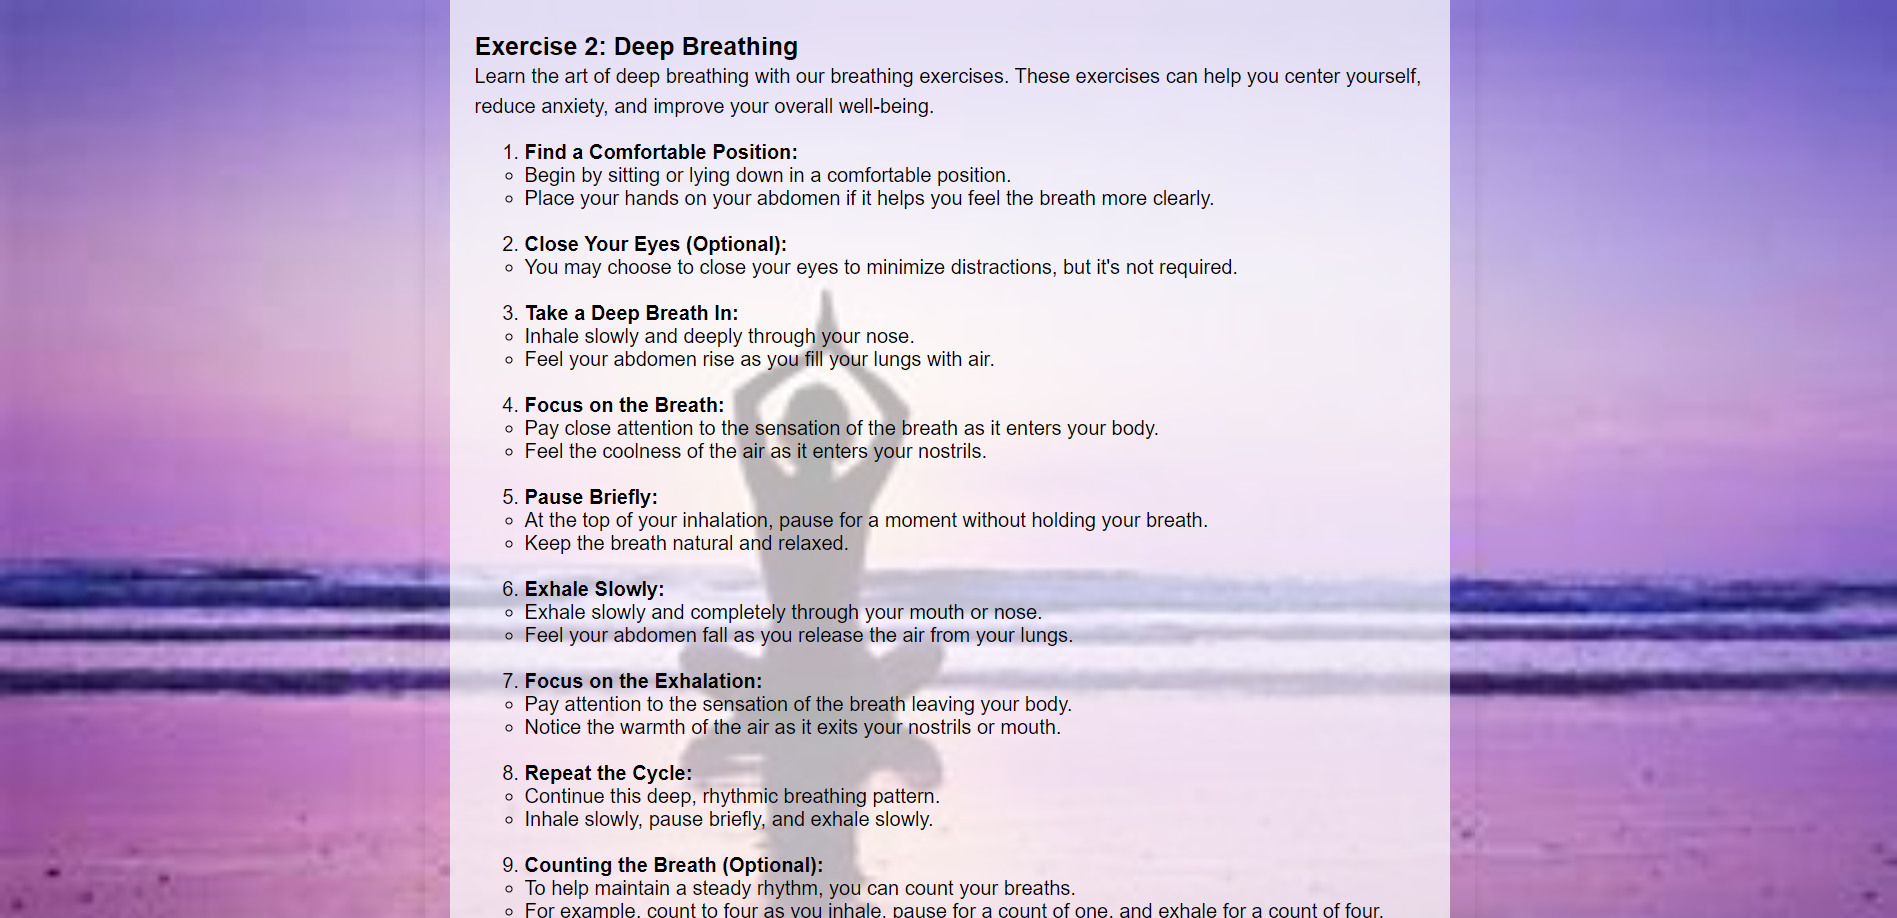 Exercise 2: Deep Breathing
Learn the art of deep breathing with our breathing exercises. These exercises can help you center yourself,
reduce anxiety, and improve your overall well-being.
1. Find a Comfortable Position:
◦ Begin by sitting or lying down in a comfortable position.
◦ Place your hands on your abdomen if it helps you feel the breath more clearly.
2. Close Your Eyes (Optional):
◦ You may choose to close your eyes to minimize distractions, but it's not required.
3. Take a Deep Breath In:
◦ Inhale slowly and deeply through your nose.
◦ Feel your abdomen rise as you fill your lungs with air.
4. Focus on the Breath:
◦ Pay close attention to the sensation of the breath as it enters your body.
◦ Feel the coolness of the air as it enters your nostrils.
5. Pause Briefly:
◦ At the top of your inhalation, pause for a moment without holding your breath.
◦ Keep the breath natural and relaxed.
6. Exhale Slowly:
◦ Exhale slowly and completely through your mouth or nose.
◦ Feel your abdomen fall as you release the air from your lungs.
7. Focus on the Exhalation:
◦ Pay attention to the sensation of the breath leaving your body.
◦ Notice the warmth of the air as it exits your nostrils or mouth.
8. Repeat the Cycle:
◦ Continue this deep, rhythmic breathing pattern.
◦ Inhale slowly, pause briefly, and exhale slowly.
9. Counting the Breath (Optional):
◦ To help maintain a steady rhythm, you can count your breaths.
◦ For example, count to four as you inhale, pause for a count of one, and exhale for a count of four.